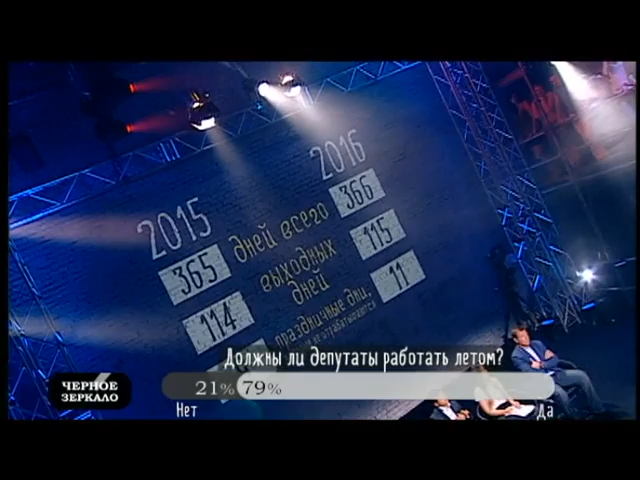 2015
2016
365
дней всего
366
114
выходных
дней
115
праздничные дни,
11
Должны ли депутаты работать летом?
21% 79%
Нет
Да
ЧЕРНОЕ
ЗЕРКАЛО